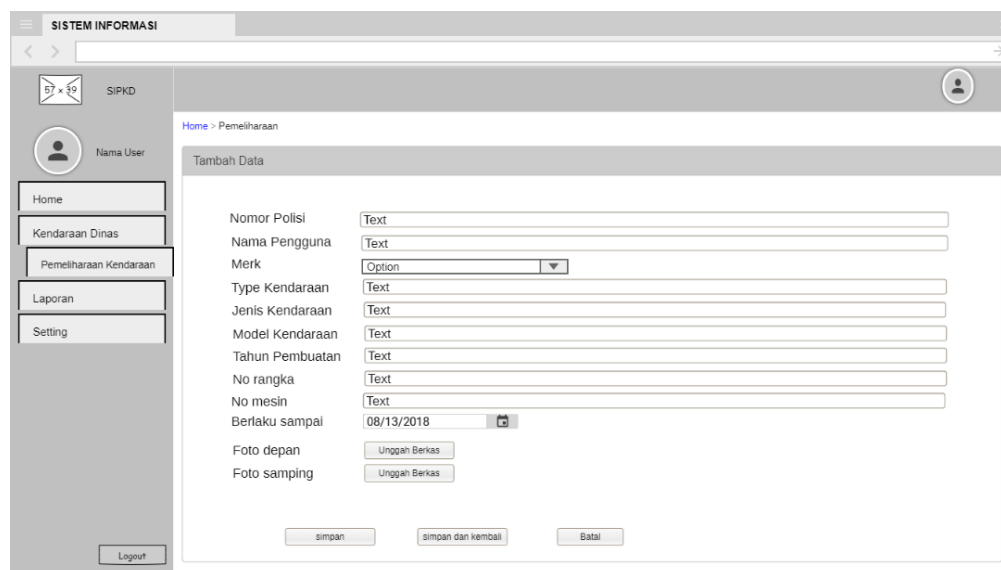 SISTEM INFORMASI
57 x 39
SIPKD
Nama User
Home
Kendaraan Dinas
Pemeliharaan Kendaraan
Laporan
Setting
Logout
Home > Pemeliharaan
Tambah Data
Nomor Polisi Text
Nama Pengguna Text
Merk Option
Type Kendaraan Text
Jenis Kendaraan Text
Model Kendaraan Text
Tahun Pembuatan Text
No rangka Text
No mesin Text
Berlaku sampai 08/13/2018
Foto depan Unggah Berkas
Foto samping Unggah Berkas
simpan simpan dan kembali Batal